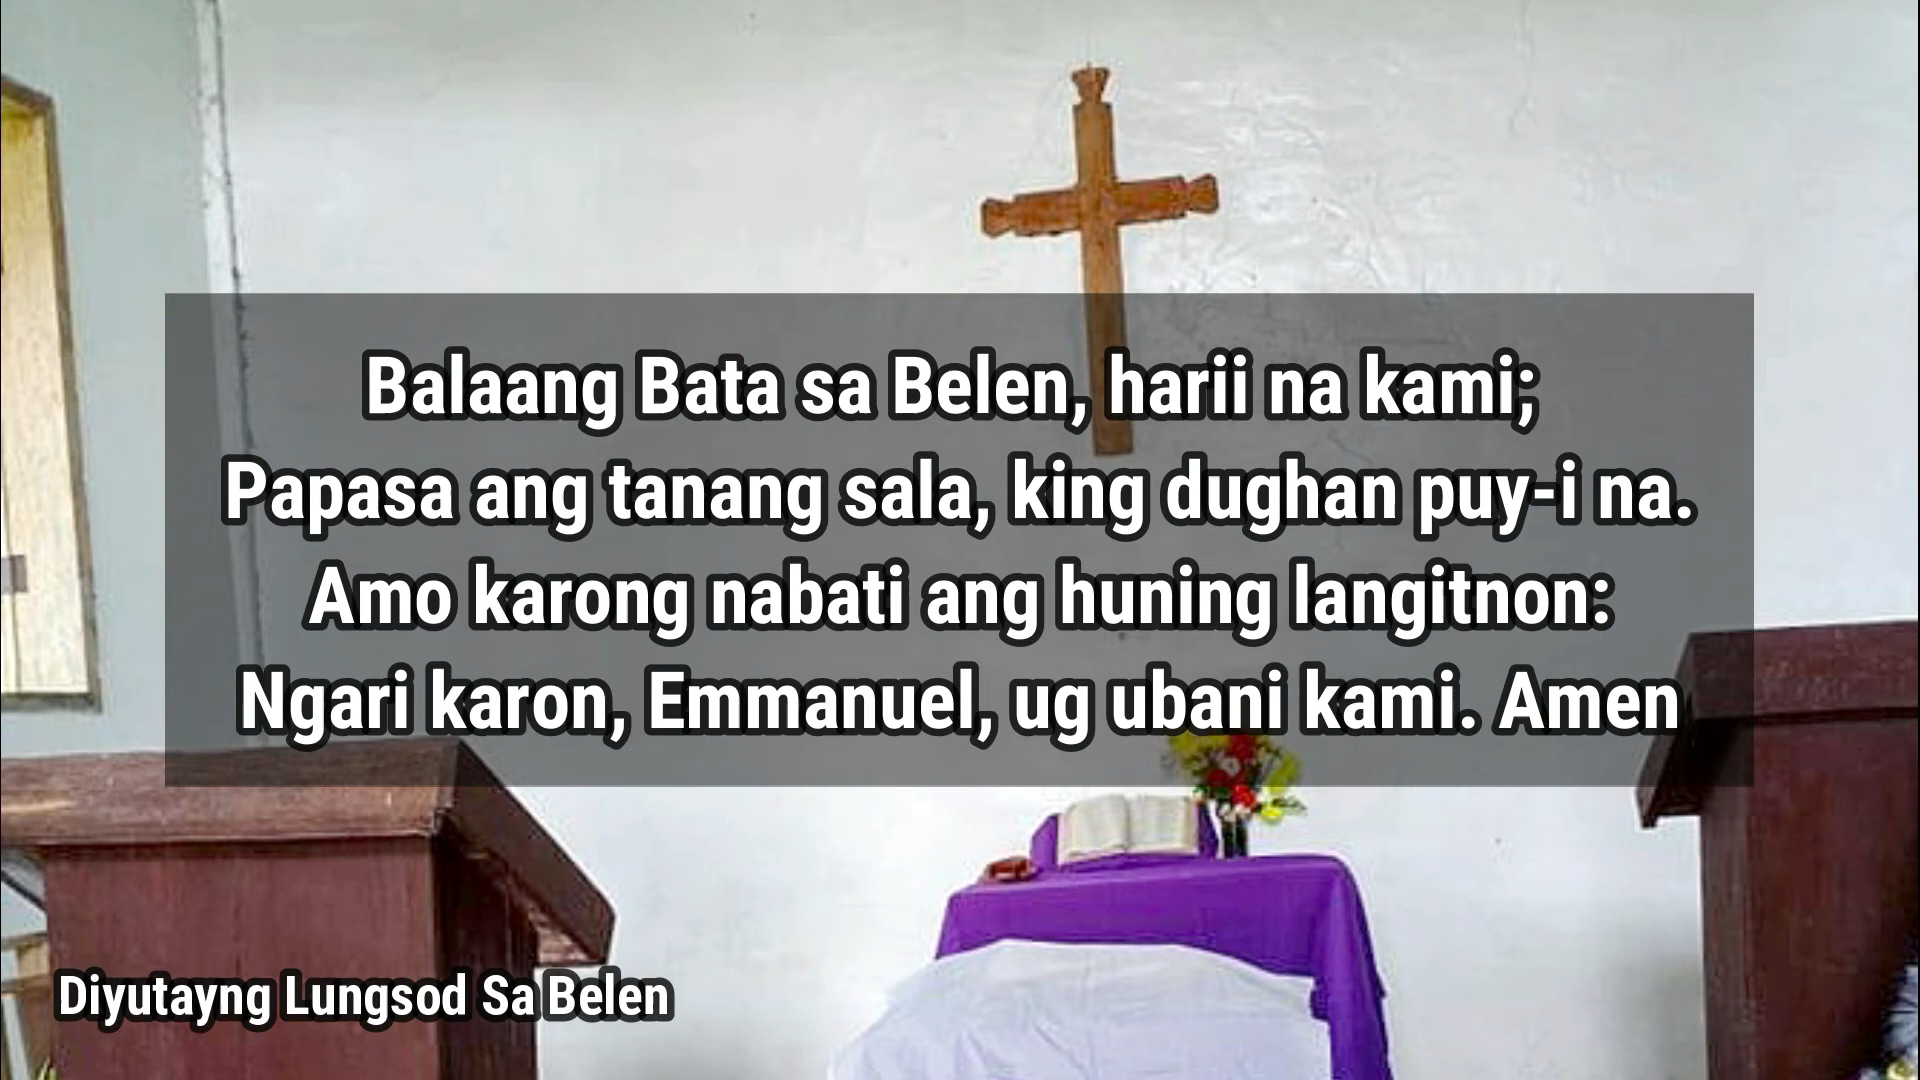 Balaang Bata sa Belen, harii na kami;
Papasa ang tanang sala, king dughan puy-i na.
Amo karong nabati ang huning langitnon:
Ngari karon, Emmanuel, ug ubani kami. Amen
Diyutayng Lungsod Sa Belen